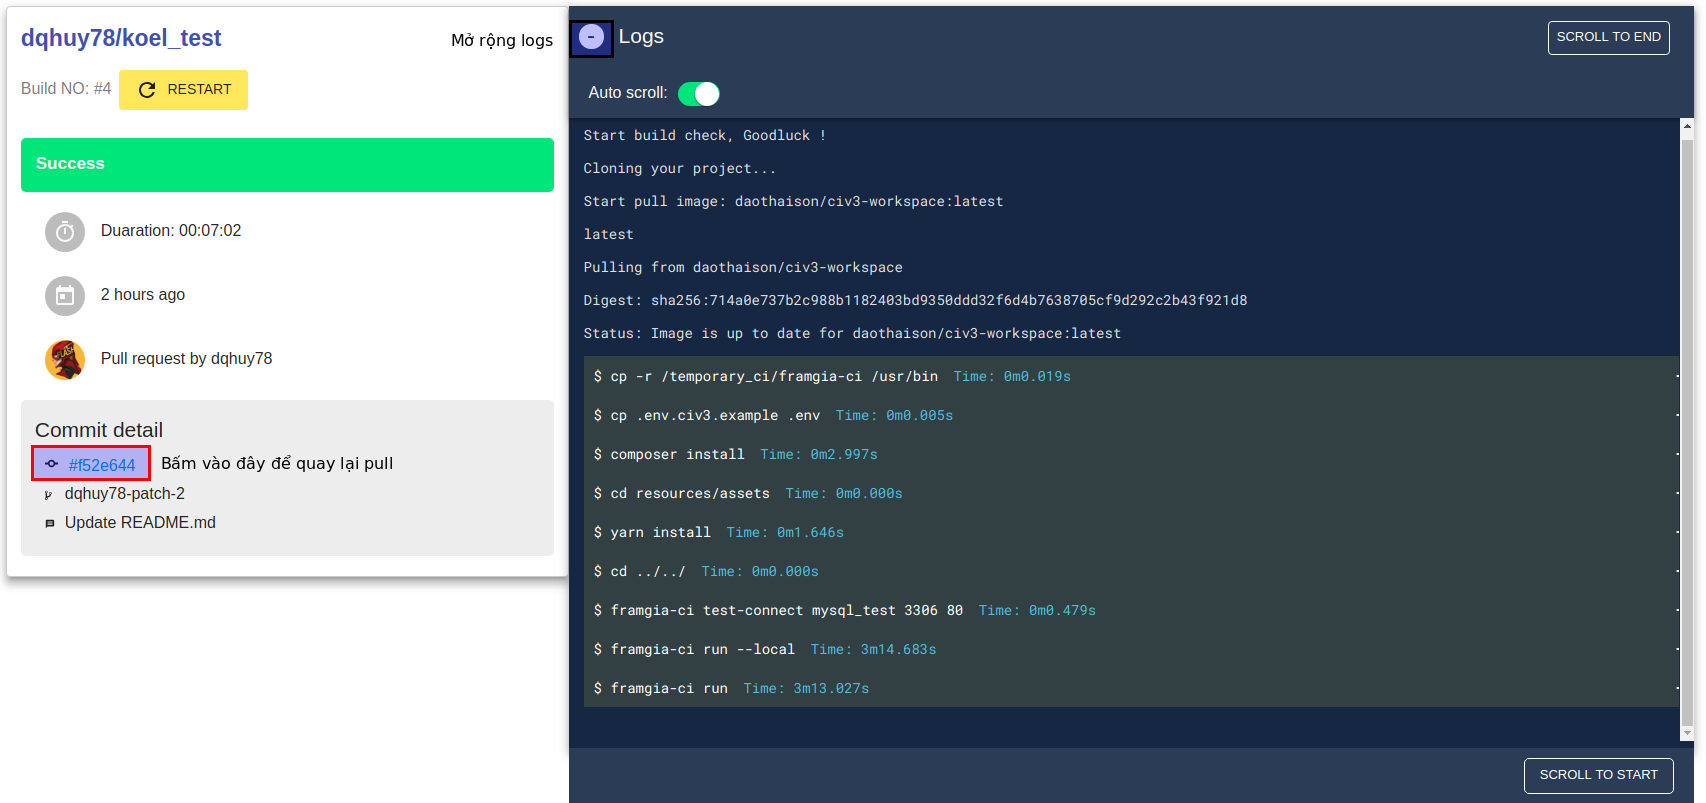 dqhuy78/koel_test
Mở rộng logs
Build NO: #4
RESTART
Success
Duaration: 00:07:02
2 hours ago
Pull request by dqhuy78
Commit detail
#f52e644 Bấm vào đây để quay lại pull
dqhuy78-patch-2
Update README.md
- Logs
SCROLL TO END
Auto scroll:
Start build check, Goodluck !
Cloning your project...
Start pull image: daothaison/civ3-workspace:latest
latest
Pulling from daothaison/civ3-workspace
Digest: sha256:714a0e737b2c988b1182403bd9350ddd32f6d4b7638705cf9d292c2b43f921d8
Status: Image is up to date for daothaison/civ3-workspace:latest
$ cp -r /temporary_ci/framgia-ci /usr/bin Time: 0m0.019s
$ cp .env.civ3.example .env Time: 0m0.005s
$ composer install Time: 0m2.997s
$ cd resources/assets Time: 0m0.000s
$ yarn install Time: 0m1.646s
$ cd ../../ Time: 0m0.000s
$ framgia-ci test-connect mysql_test 3306 80 Time: 0m0.479s
$ framgia-ci run --local Time: 3m14.683s
$ framgia-ci run Time: 3m13.027s
SCROLL TO START